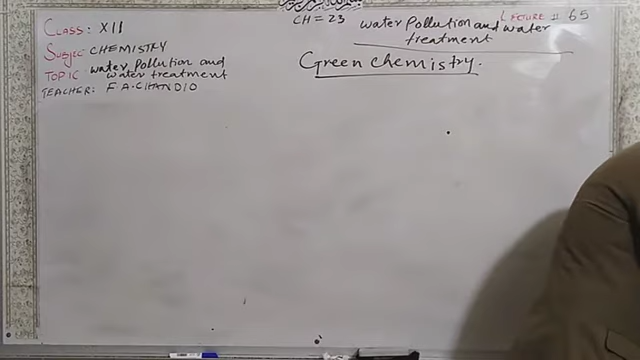 CLASS: XII
SUBJEC CHEMISTRY
TOPIC water Pollution and
water treatment
TEACHER: F A.CHANDIO
CH = 23
water Pollution and water
treatment
LECTURE # 65
Green chemistry.